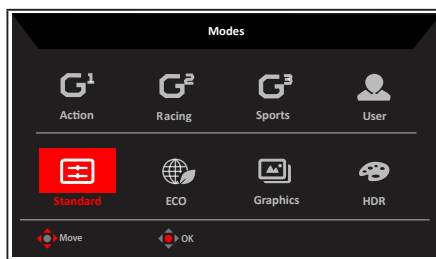 Modes
G¹ G² G³
Action Racing Sports User
Standard ECO Graphics HDR
Move OK